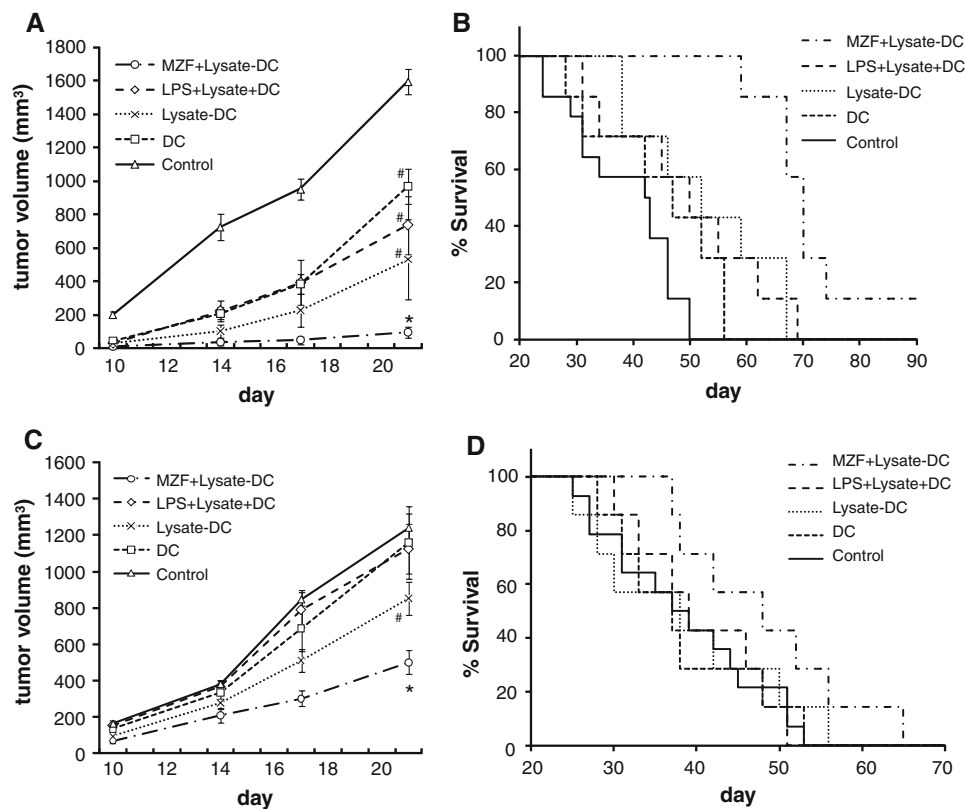 A
1800
1600
1400
1200
1000
800
600
400
200
0
10 12 14 16 18 20
day
tumor volume (mm³)
MZF+Lysate-DC
LPS+Lysate+DC
Lysate-DC
DC
Control
#
#
#
*
B
100
80
60
40
20
0
20 30 40 50 60 70 80 90
day
% Survival
MZF+Lysate-DC
LPS+Lysate+DC
Lysate-DC
DC
Control
C
1600
1400
1200
1000
800
600
400
200
0
10 12 14 16 18 20
day
tumor volume (mm³)
MZF+Lysate-DC
LPS+Lysate+DC
Lysate-DC
DC
Control
#
*
D
100
80
60
40
20
0
20 30 40 50 60 70
day
% Survival
MZF+Lysate-DC
LPS+Lysate+DC
Lysate-DC
DC
Control